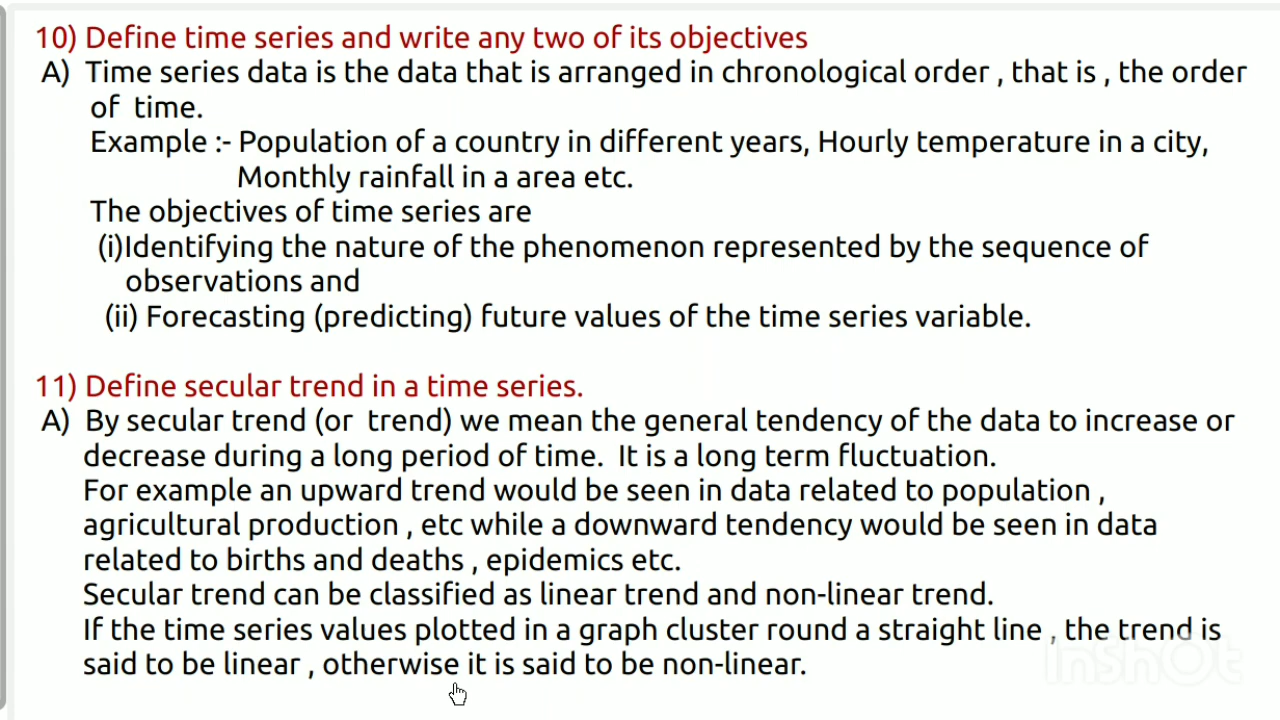 10) Define time series and write any two of its objectives
A) Time series data is the data that is arranged in chronological order , that is , the order
of time.
Example :- Population of a country in different years, Hourly temperature in a city,
Monthly rainfall in a area etc.
The objectives of time series are
(i)Identifying the nature of the phenomenon represented by the sequence of
observations and
(ii) Forecasting (predicting) future values of the time series variable.
11) Define secular trend in a time series.
A) By secular trend (or trend) we mean the general tendency of the data to increase or
decrease during a long period of time. It is a long term fluctuation.
For example an upward trend would be seen in data related to population ,
agricultural production , etc while a downward tendency would be seen in data
related to births and deaths , epidemics etc.
Secular trend can be classified as linear trend and non-linear trend.
If the time series values plotted in a graph cluster round a straight line , the trend is
said to be linear , otherwise it is said to be non-linear.
InShOt